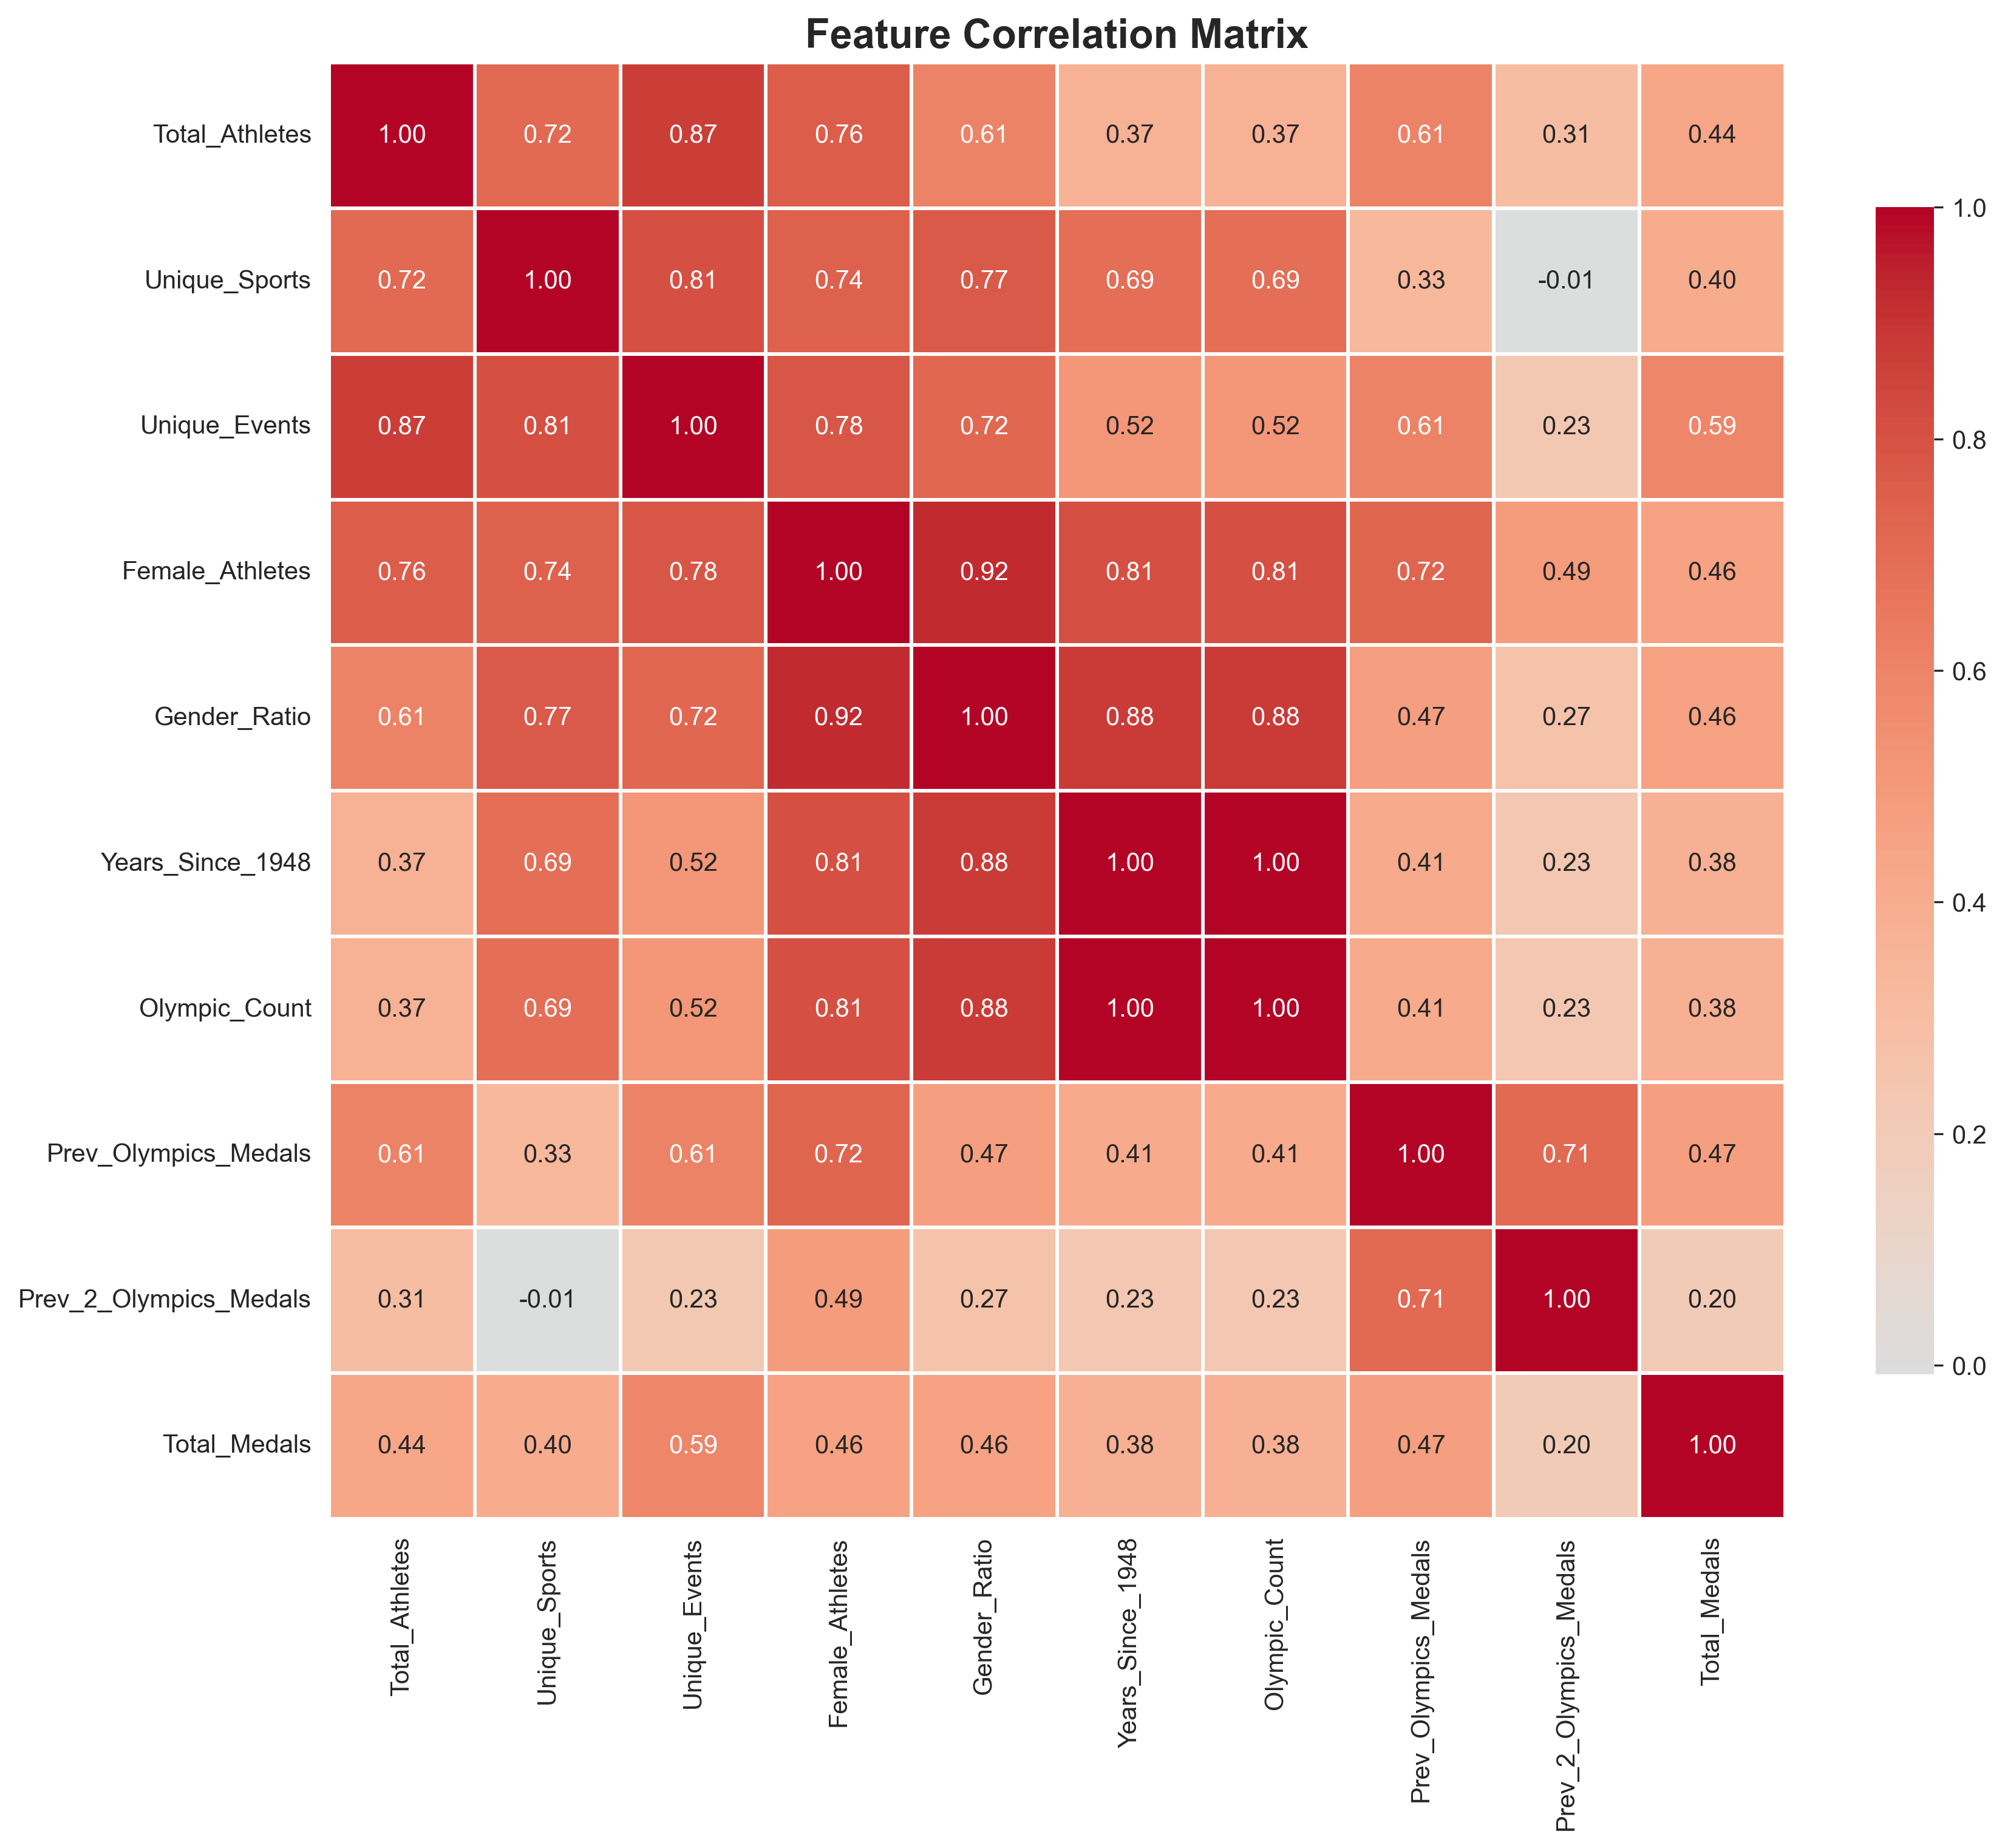 Feature Correlation Matrix
Total_Athletes 1.00 0.72 0.87 0.76 0.61 0.37 0.37 0.61 0.31 0.44
Unique_Sports 0.72 1.00 0.81 0.74 0.77 0.69 0.69 0.33 -0.01 0.40
Unique_Events 0.87 0.81 1.00 0.78 0.72 0.52 0.52 0.61 0.23 0.59
Female_Athletes 0.76 0.74 0.78 1.00 0.92 0.81 0.81 0.72 0.49 0.46
Gender_Ratio 0.61 0.77 0.72 0.92 1.00 0.88 0.88 0.47 0.27 0.46
Years_Since_1948 0.37 0.69 0.52 0.81 0.88 1.00 1.00 0.41 0.23 0.38
Olympic_Count 0.37 0.69 0.52 0.81 0.88 1.00 1.00 0.41 0.23 0.38
Prev_Olympics_Medals 0.61 0.33 0.61 0.72 0.47 0.41 0.41 1.00 0.71 0.47
Prev_2_Olympics_Medals 0.31 -0.01 0.23 0.49 0.27 0.23 0.23 0.71 1.00 0.20
Total_Medals 0.44 0.40 0.59 0.46 0.46 0.38 0.38 0.47 0.20 1.00
Total_Athletes
Unique_Sports
Unique_Events
Female_Athletes
Gender_Ratio
Years_Since_1948
Olympic_Count
Prev_Olympics_Medals
Prev_2_Olympics_Medals
Total_Medals
1.0
0.8
0.6
0.4
0.2
0.0